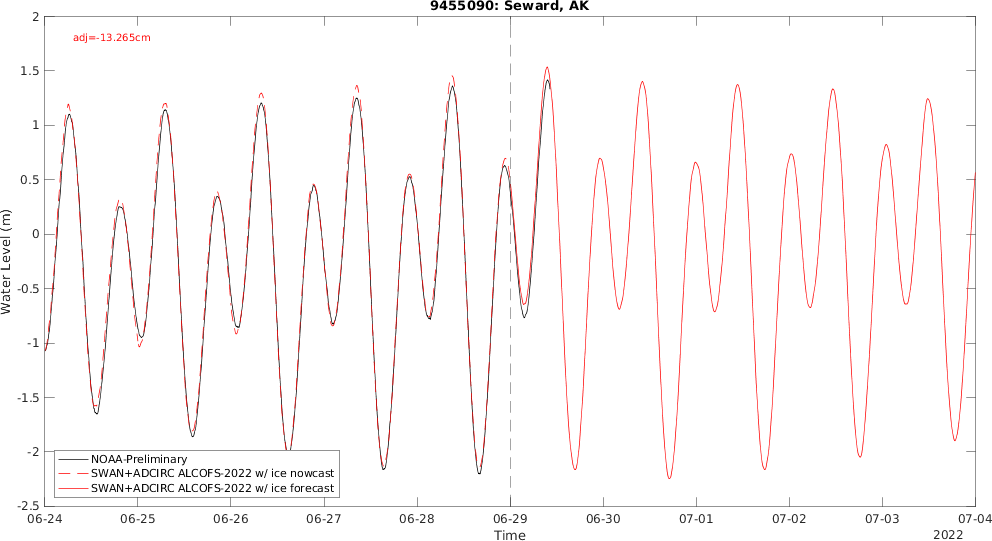 9455090: Seward, AK
adj=-13.265cm
2
1.5
1
0.5
0
-0.5
-1
-1.5
-2
-2.5
Water Level (m)
NOAA-Preliminary
SWAN+ADCIRC ALCOFS-2022 w/ ice nowcast
SWAN+ADCIRC ALCOFS-2022 w/ ice forecast
06-24 06-25 06-26 06-27 06-28 06-29 06-30 07-01 07-02 07-03 07-04
Time
2022